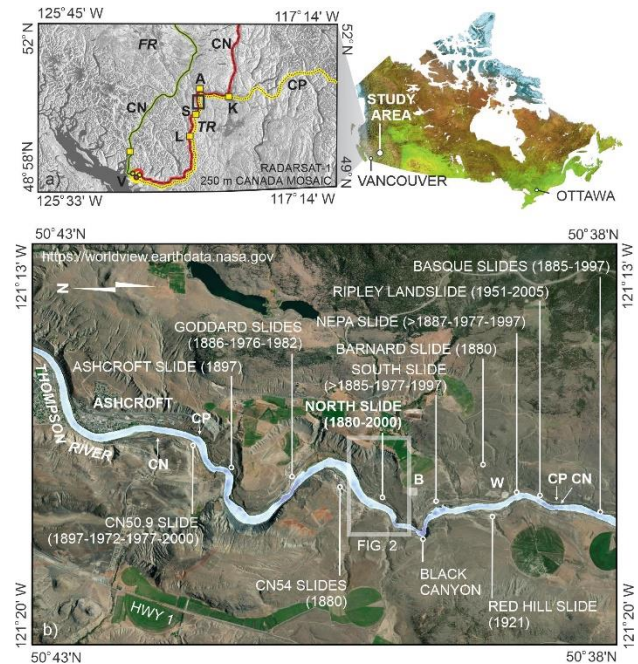 125°45' W
117°14' W
52°N
FR
CN
52°N
CN
A
CP
S
K
TR
L
V
RADARSAT-1
250 m CANADA MOSAIC
a)
48°58'N
49°N
125°33' W
117°14' W
STUDY
AREA
VANCOUVER
OTTAWA
50°43' N
50°38' N
121°13' W
121°13' W
https://worldview.earthdata.nasa.gov
N
BASQUE SLIDES (1885-1997)
RIPLEY LANDSLIDE (1951-2005)
NEPA SLIDE (>1887-1977-1997)
GODDARD SLIDES
(1886-1976-1982)
BARNARD SLIDE (1880)
SOUTH SLIDE
(>1885-1977-1997)
ASHCROFT SLIDE (1897)
NORTH SLIDE
(1880-2000)
THOMPSON RIVER
ASHCROFT
CP
CN
B
W
CP CN
CN50.9 SLIDE
(1897-1972-1977-2000)
FIG. 2
CN54 SLIDES
(1880)
BLACK
CANYON
RED HILL SLIDE
(1921)
HWY 1
b)
121°20' W
121°20' W
50°43' N
50°38' N